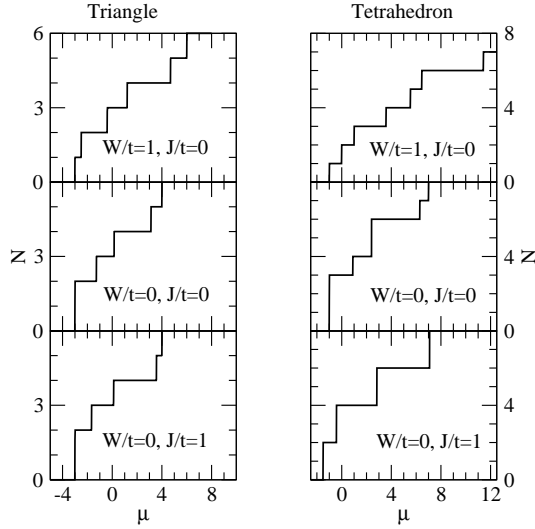 Triangle Tetrahedron
6 8
3 W/t=1, J/t=0 W/t=1, J/t=0 4
0 0
N 3 W/t=0, J/t=0 W/t=0, J/t=0 4 N
0 0
3 W/t=0, J/t=1 W/t=0, J/t=1 4
0 0
-4 0 4 8 0 4 8 12
μ μ